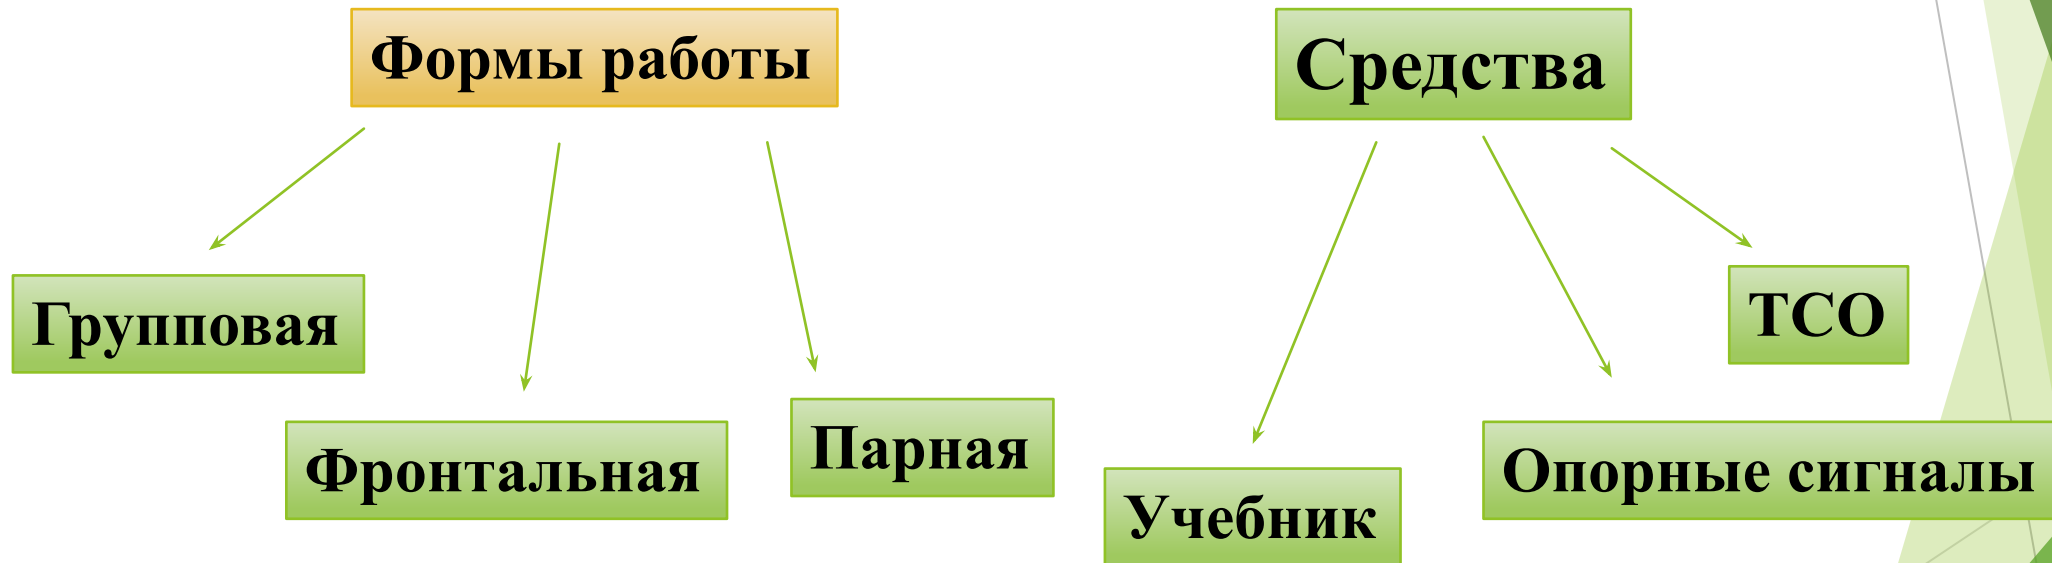 Формы работы
Групповая
Фронтальная
Парная
Средства
Учебник
Опорные сигналы
ТСО